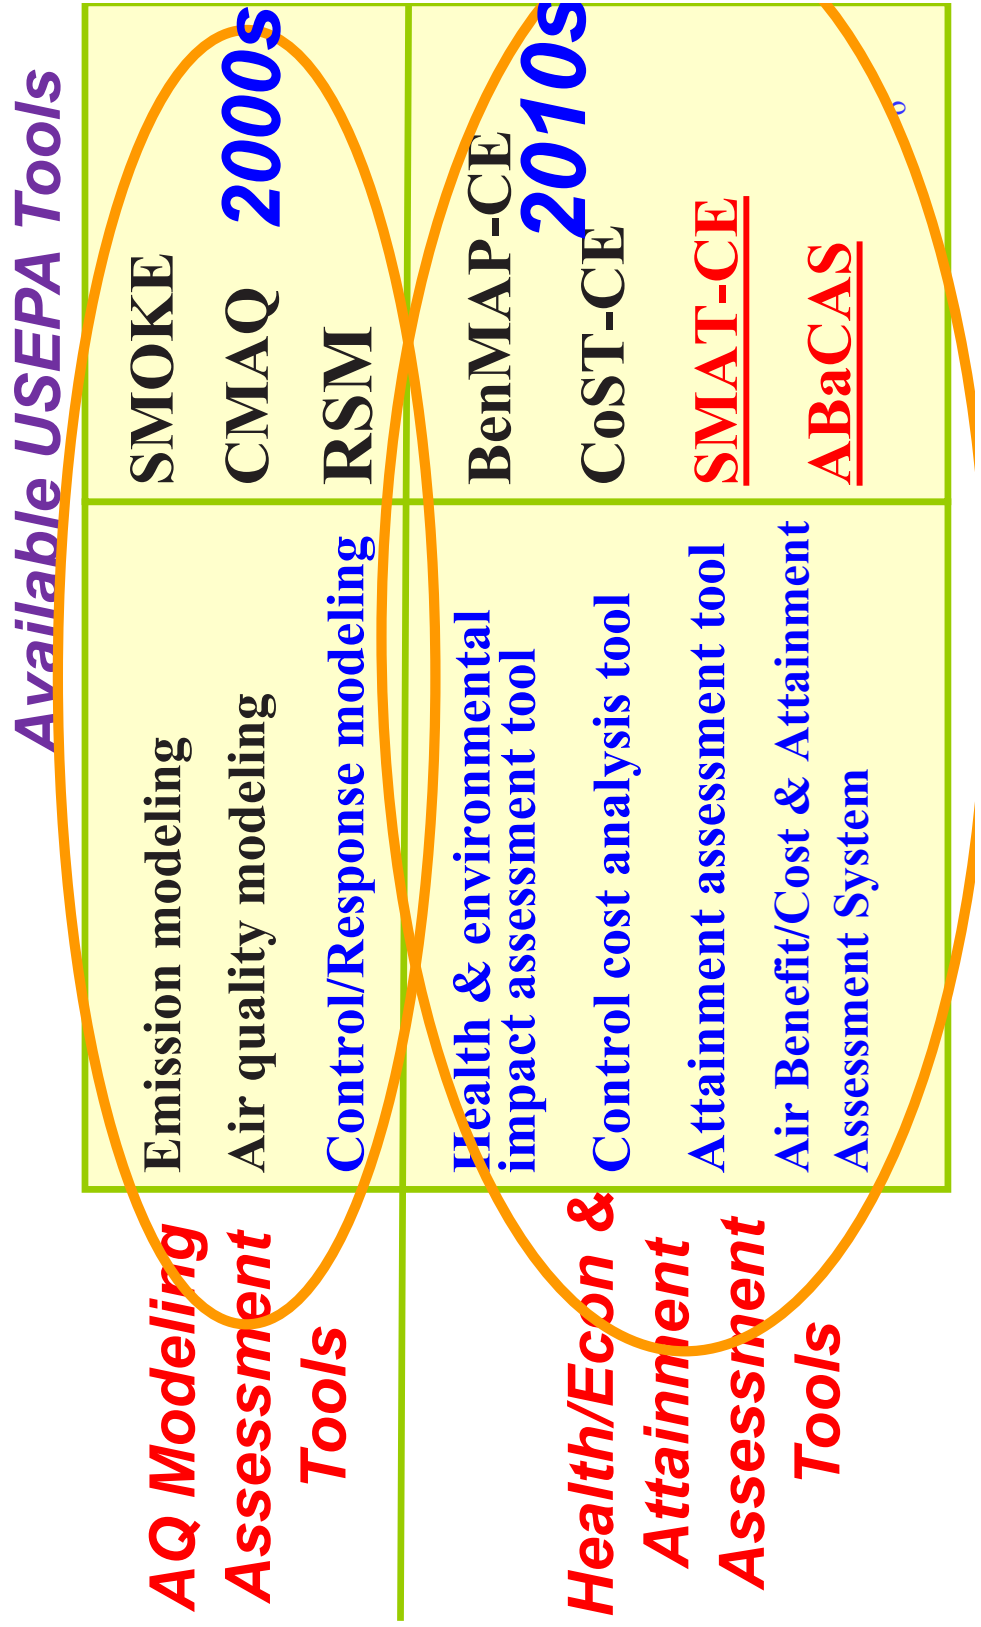 Available USEPA Tools
AQ Modeling
Assessment
Tools
Emission modeling
SMOKE
Air quality modeling
CMAQ
2000s
Control/Response modeling
RSM
Health/Econ &
Attainment
Assessment
Tools
Health & environmental
impact assessment tool
BenMAP-CE
2010s
Control cost analysis tool
CoST-CE
Attainment assessment tool
SMAT-CE
Air Benefit/Cost & Attainment
Assessment System
ABaCAS